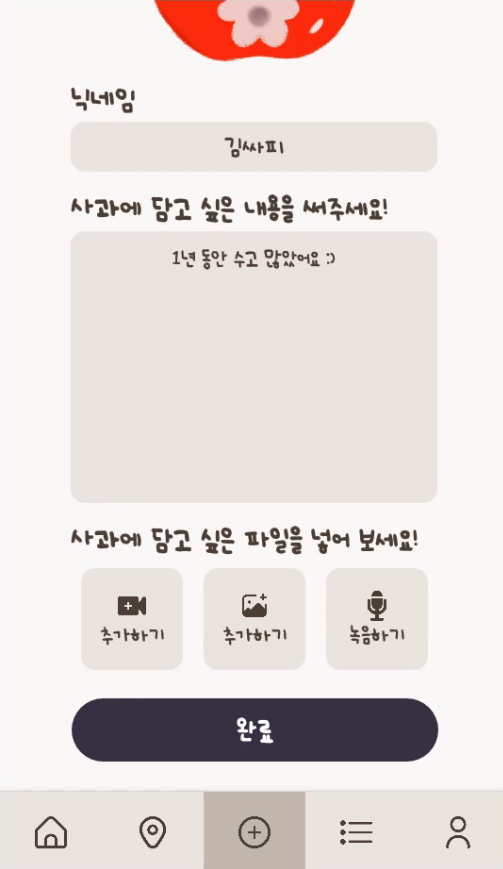 닉네임
김싸피
사과에 담고 싶은 내용을 써주세요!
1년 동안 수고 많았어요 :)
사과에 담고 싶은 파일을 넣어 보세요!
추가하기 추가하기 녹음하기
완료